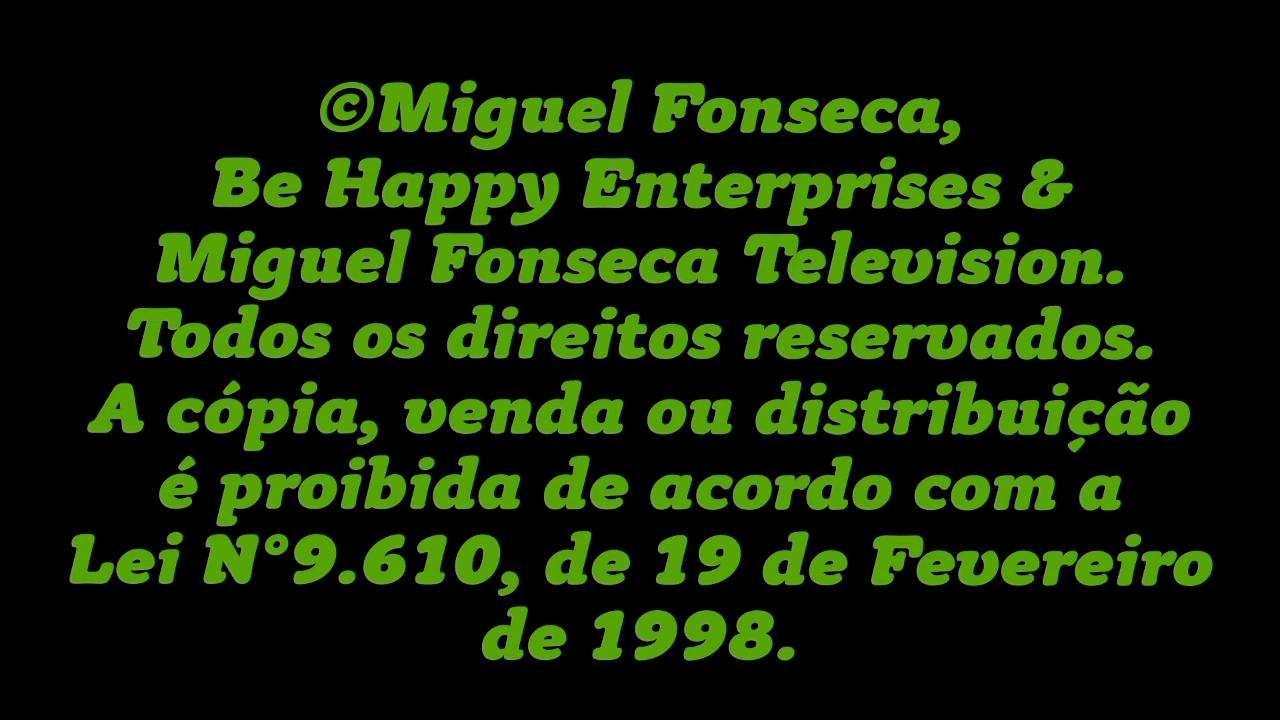 ©Miguel Fonseca,
Be Happy Enterprises &
Miguel Fonseca Television.
Todos os direitos reservados.
A cópia, venda ou distribuição
é proibida de acordo com a
Lei N°9.610, de 19 de Fevereiro
de 1998.